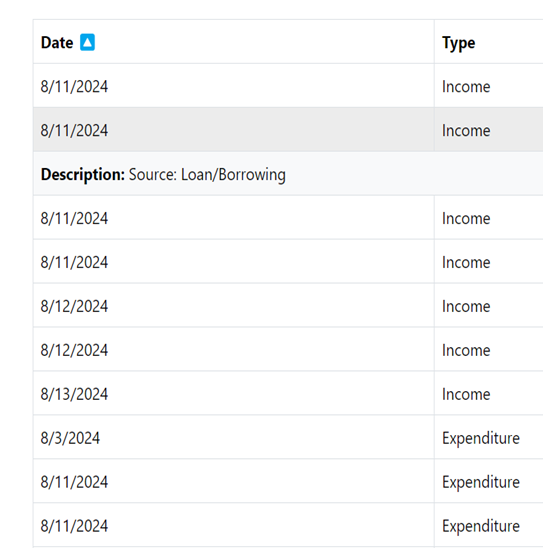 Date Type
8/11/2024 Income
8/11/2024 Income
Description: Source: Loan/Borrowing
8/11/2024 Income
8/11/2024 Income
8/12/2024 Income
8/12/2024 Income
8/13/2024 Income
8/3/2024 Expenditure
8/11/2024 Expenditure
8/11/2024 Expenditure